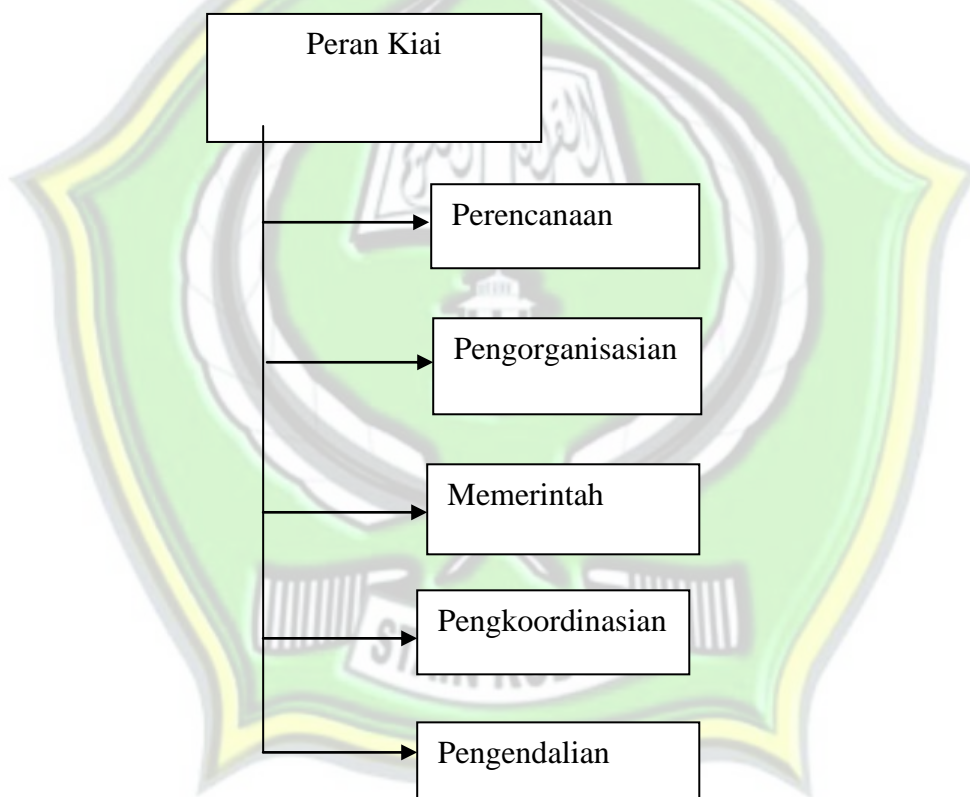 Peran Kiai
Perencanaan
Pengorganisasian
Memerintah
Pengkoordinasian
Pengendalian